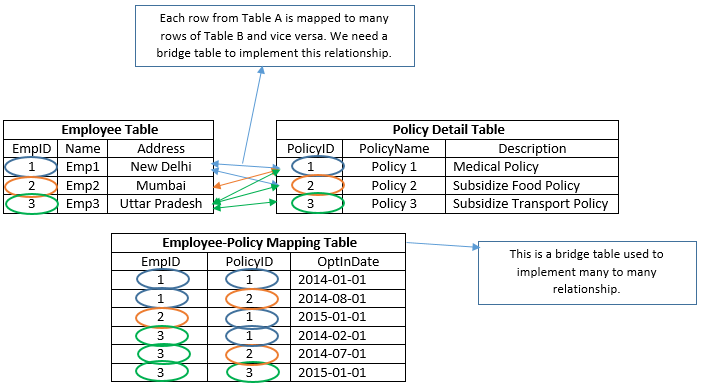 Each row from Table A is mapped to many
rows of Table B and vice versa. We need a
bridge table to implement this relationship.
Employee Table
EmpID Name Address
1 Emp1 New Delhi
2 Emp2 Mumbai
3 Emp3 Uttar Pradesh
Policy Detail Table
PolicyID PolicyName Description
1 Policy 1 Medical Policy
2 Policy 2 Subsidize Food Policy
3 Policy 3 Subsidize Transport Policy
Employee-Policy Mapping Table
EmpID PolicyID OptInDate
1 1 2014-01-01
1 2 2014-08-01
2 1 2015-01-01
3 1 2014-02-01
3 2 2014-07-01
3 3 2015-01-01
This is a bridge table used to
implement many to many
relationship.